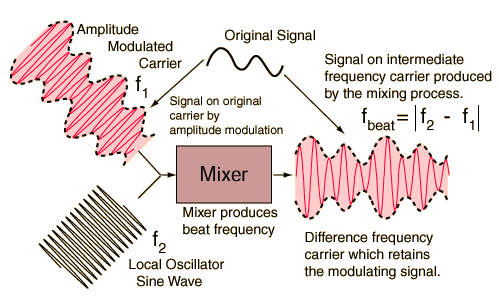 Amplitude
Modulated
Carrier
f1
Original Signal
Signal on original
carrier by
amplitude modulation
Signal on intermediate
frequency carrier produced
by the mixing process.
fbeat = |f2 - f1|
Mixer
Mixer produces
beat frequency
f2
Local Oscillator
Sine Wave
Difference frequency
carrier which retains
the modulating signal.